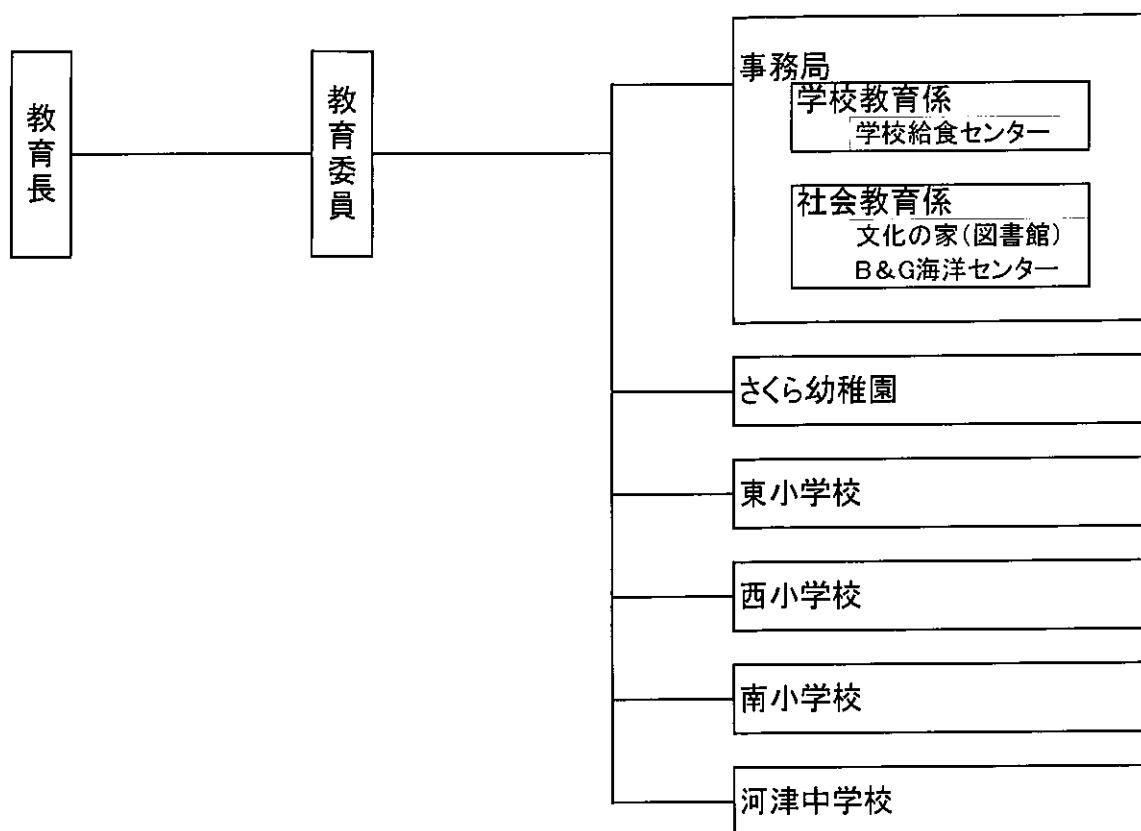 教育長
教育委員
事務局
学校教育係
学校給食センター
社会教育係
文化の家(図書館)
B&G海洋センター
さくら幼稚園
東小学校
西小学校
南小学校
河津中学校